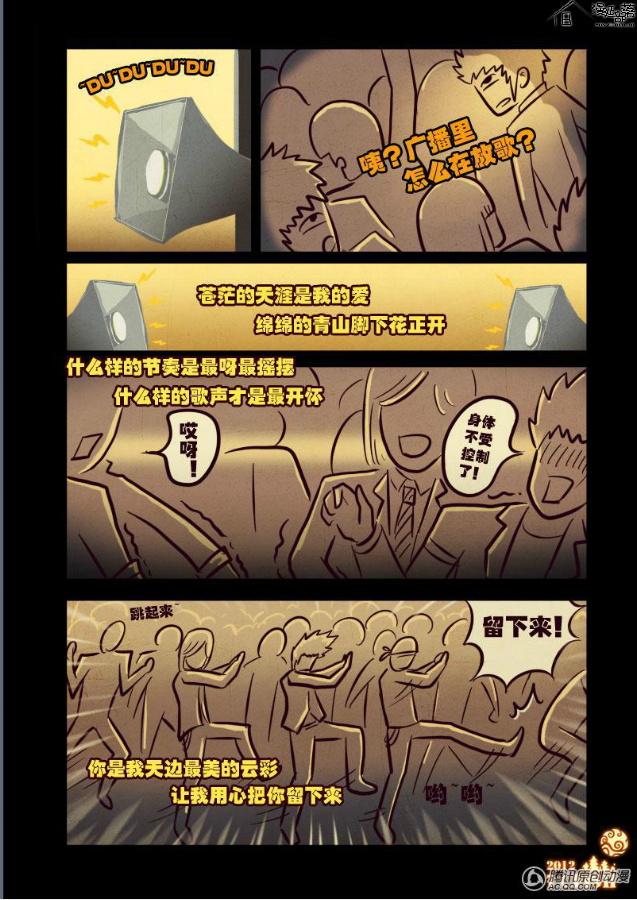 漫域部落
~DU~DU~DU~DU
咦？广播里
怎么在放歌？
苍茫的天涯是我的爱
绵绵的青山脚下花正开
什么样的节奏是最呀最摇摆
什么样的歌声才是最开怀
哎呀！
身体
不受
控制
了！
跳起来~
留下来！
你是我天边最美的云彩
让我用心把你留下来
哟~哟~
2012
腾讯原创动漫
AC.QQ.COM